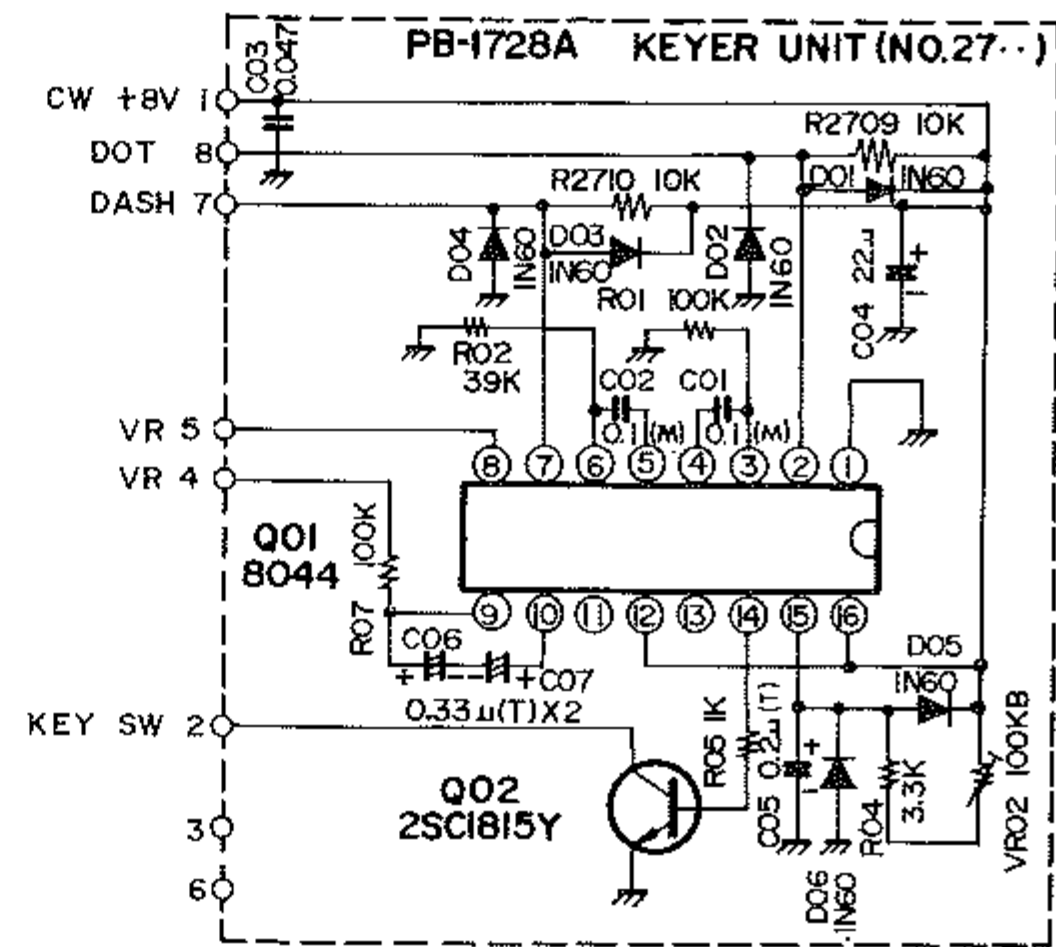 PB-1728A KEYER UNIT (NO.27··)
C03
0.047
CW +8V 1
DOT 8
DASH 7
R2709 10K
D01 1N60
R2710 10K
D04
1N60
D03
1N60
D02
1N60
C04
22u
+
-
R01 100K
R02
39K
C02
0.1 (M)
C01
0.1 (M)
VR 5
VR 4
8 7 6 5 4 3 2 1
Q01
8044
R07
100K
9 10 11 12 13 14 15 16
C06
+ - - +
C07
0.33u(T)X2
D05
1N60
KEY SW 2
R05 1K
C05
0.2u (T)
+
-
D06
1N60
R04
3.3K
VR02 100KB
Q02
2SC1815Y
3
6